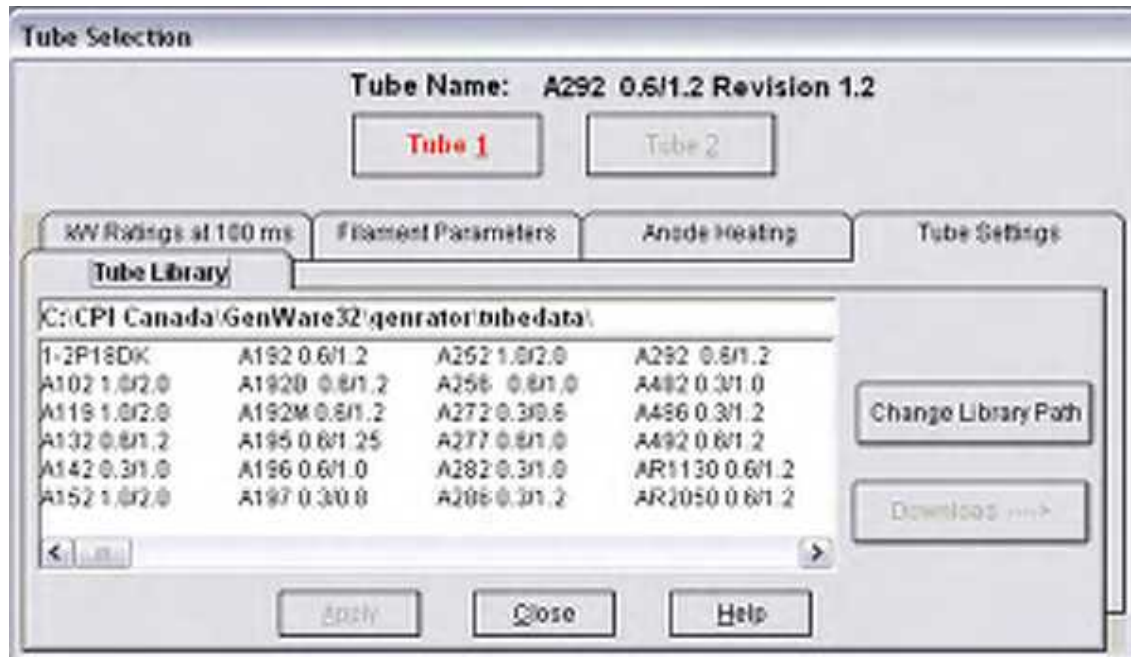 Tube Selection
Tube Name: A292 0.6/1.2 Revision 1.2
Tube 1 Tube 2
kW Ratings at 100 ms Filament Parameters Anode Heating Tube Settings
Tube Library
C:\CPI Canada\GenWare32\genrator\tubedata\
1-2P18DK A192 0.6/1.2 A252 1.0/2.0 A292 0.6/1.2
A102 1.0/2.0 A192B 0.6/1.2 A256 0.6/1.0 A482 0.3/1.0
A119 1.0/2.0 A192M 0.6/1.2 A272 0.3/0.6 A486 0.3/1.2
Change Library Path
A132 0.6/1.2 A195 0.6/1.25 A277 0.6/1.0 A492 0.6/1.2
A142 0.3/1.0 A196 0.6/1.0 A282 0.3/1.0 AR1130 0.6/1.2
A152 1.0/2.0 A197 0.3/0.8 A286 0.3/1.2 AR2050 0.6/1.2
Download ---->
Apply Close Help